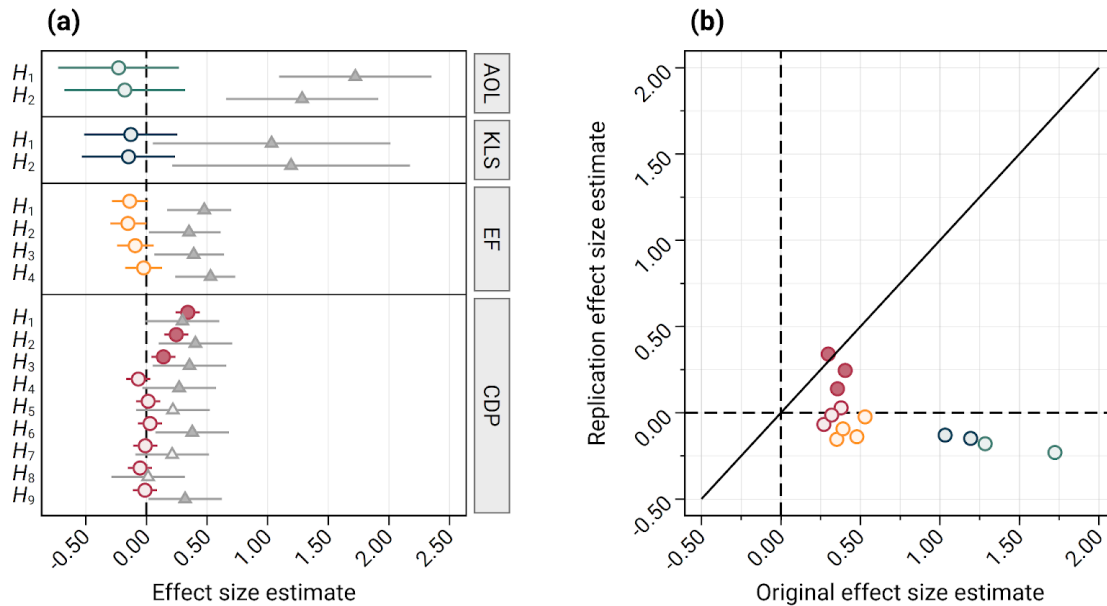 (a)
H1
H2
AOL
H1
H2
KLS
H1
H2
H3
H4
EF
H1
H2
H3
H4
H5
H6
H7
H8
H9
CDP
-0.50 0.00 0.50 1.00 1.50 2.00 2.50
Effect size estimate
(b)
2.00
1.50
1.00
0.50
0.00
-0.50
Replication effect size estimate
-0.50 0.00 0.50 1.00 1.50 2.00
Original effect size estimate